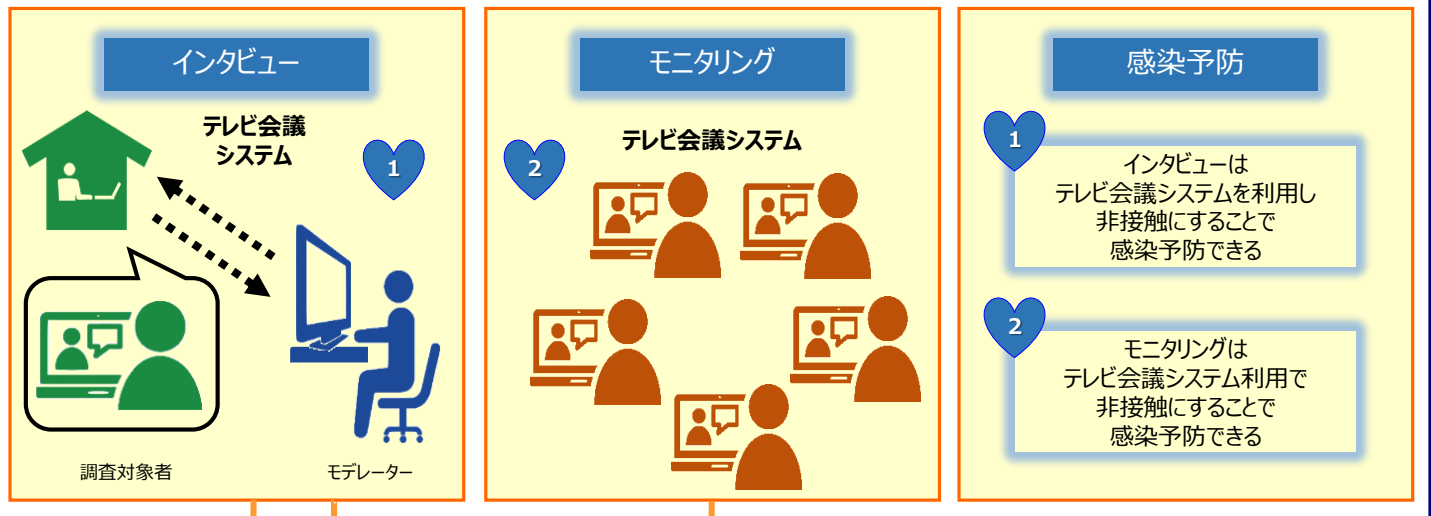 インタビュー
テレビ会議
システム
1
調査対象者
モデレーター
モニタリング
2
テレビ会議システム
感染予防
1
インタビューは
テレビ会議システムを利用し
非接触にすることで
感染予防できる
2
モニタリングは
テレビ会議システム利用で
非接触にすることで
感染予防できる